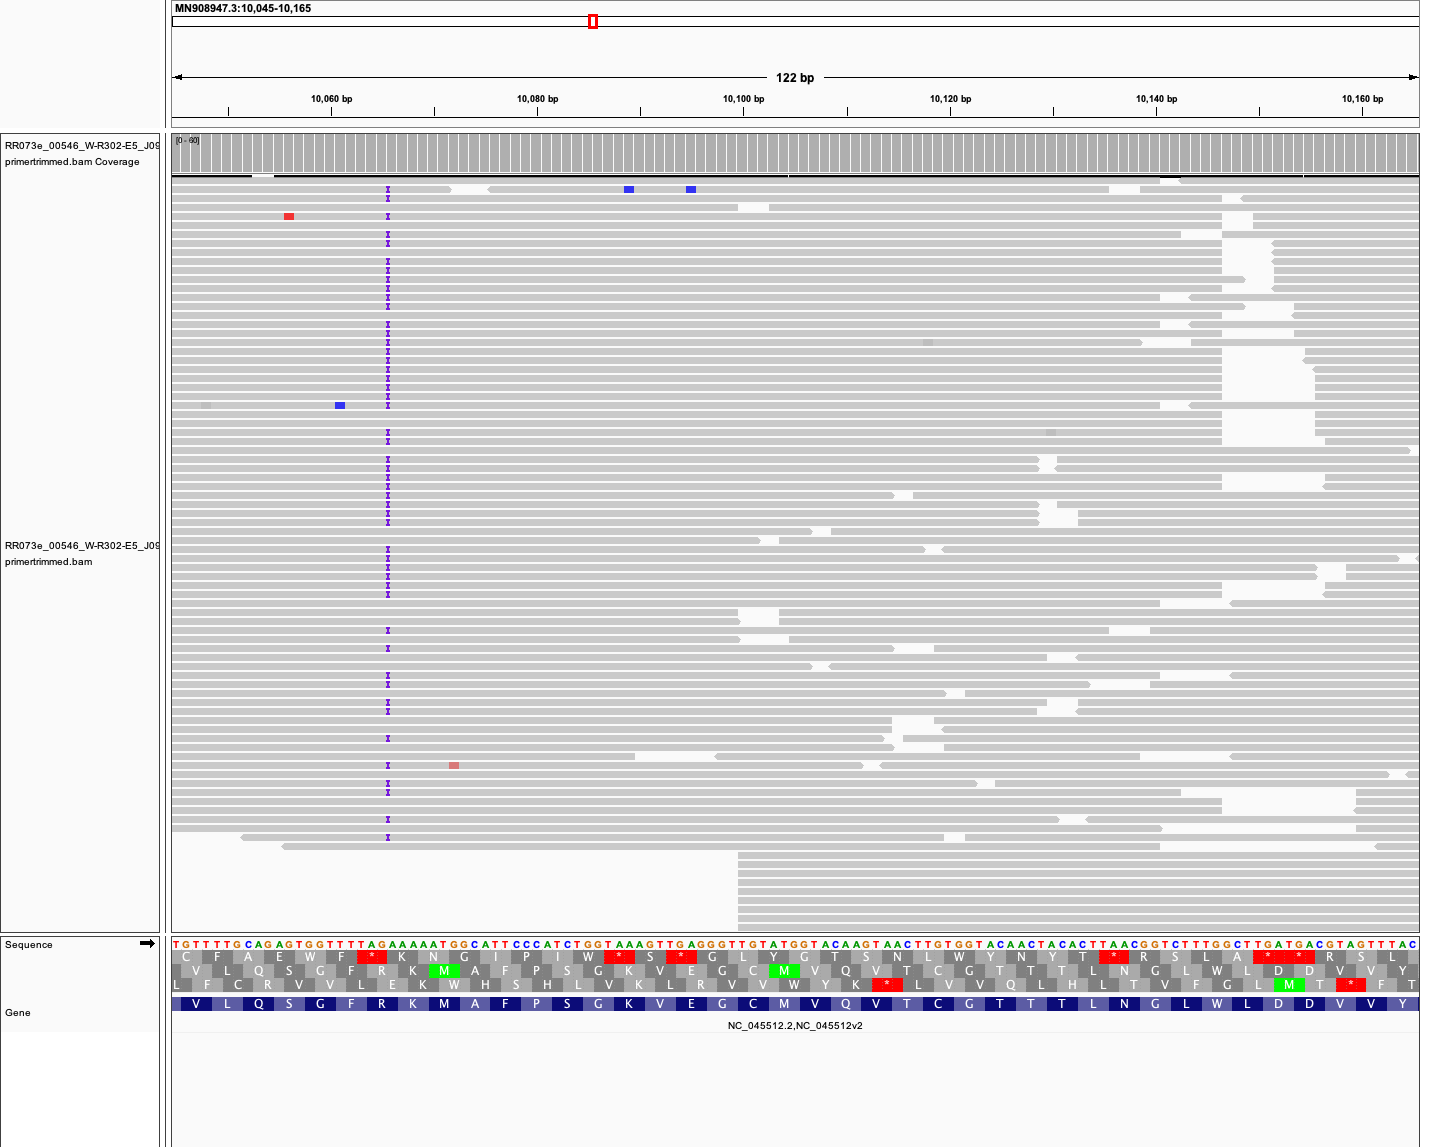 MN908947.3:10,045-10,165
122 bp
10,060 bp 10,080 bp 10,100 bp 10,120 bp 10,140 bp 10,160 bp
RR073e_00546_W-R302-E5_J09
primertrimmed.bam Coverage
[0 - 60]
RR073e_00546_W-R302-E5_J09
primertrimmed.bam
Sequence
TGTTTTGCAGAGTGGTTTTAGAAAAATGGCATTCCCATCTGGTAAAGTTGAGGGTTGTATGGTACAAGTAACTTGTGGTACAACTACACTTAACGGTCTTTGGCTTGATGACGTAGTTTAC
C F A E W F * K N G I P I W * S * G L Y G T S N L W Y N Y T * R S L A * * R S L
V L Q S G F R K M A F P S G K V E G C M V Q V T C G T T T L N G L W L D D V V Y
L F C R V V L E K W H S H L V K L R V V W Y K * L V V Q L H L T V F G L M T * F T
Gene
V L Q S G F R K M A F P S G K V E G C M V Q V T C G T T T L N G L W L D D V V Y
NC_045512.2,NC_045512v2